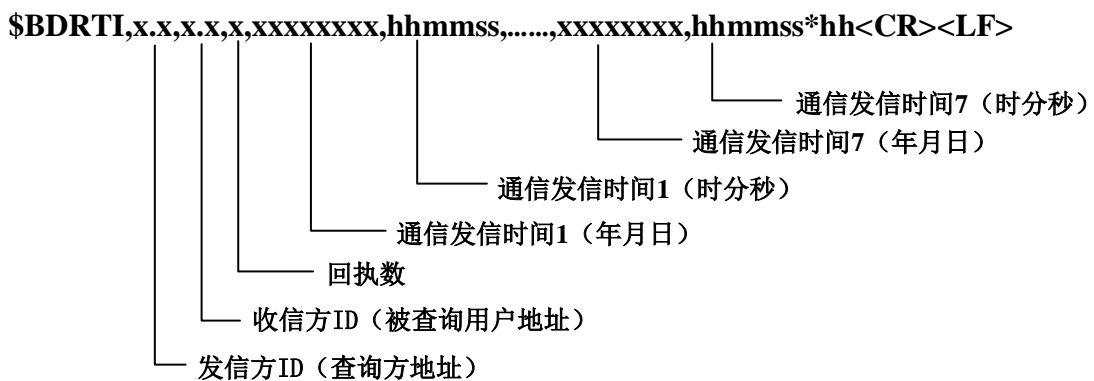 $BDRTI,x.x,x.x,x,xxxxxxxx,hhmmss,......,xxxxxxxx,hhmmss*hh<CR><LF>
通信发信时间7（时分秒）
通信发信时间7（年月日）
通信发信时间1（时分秒）
通信发信时间1（年月日）
回执数
收信方ID（被查询用户地址）
发信方ID（查询方地址）